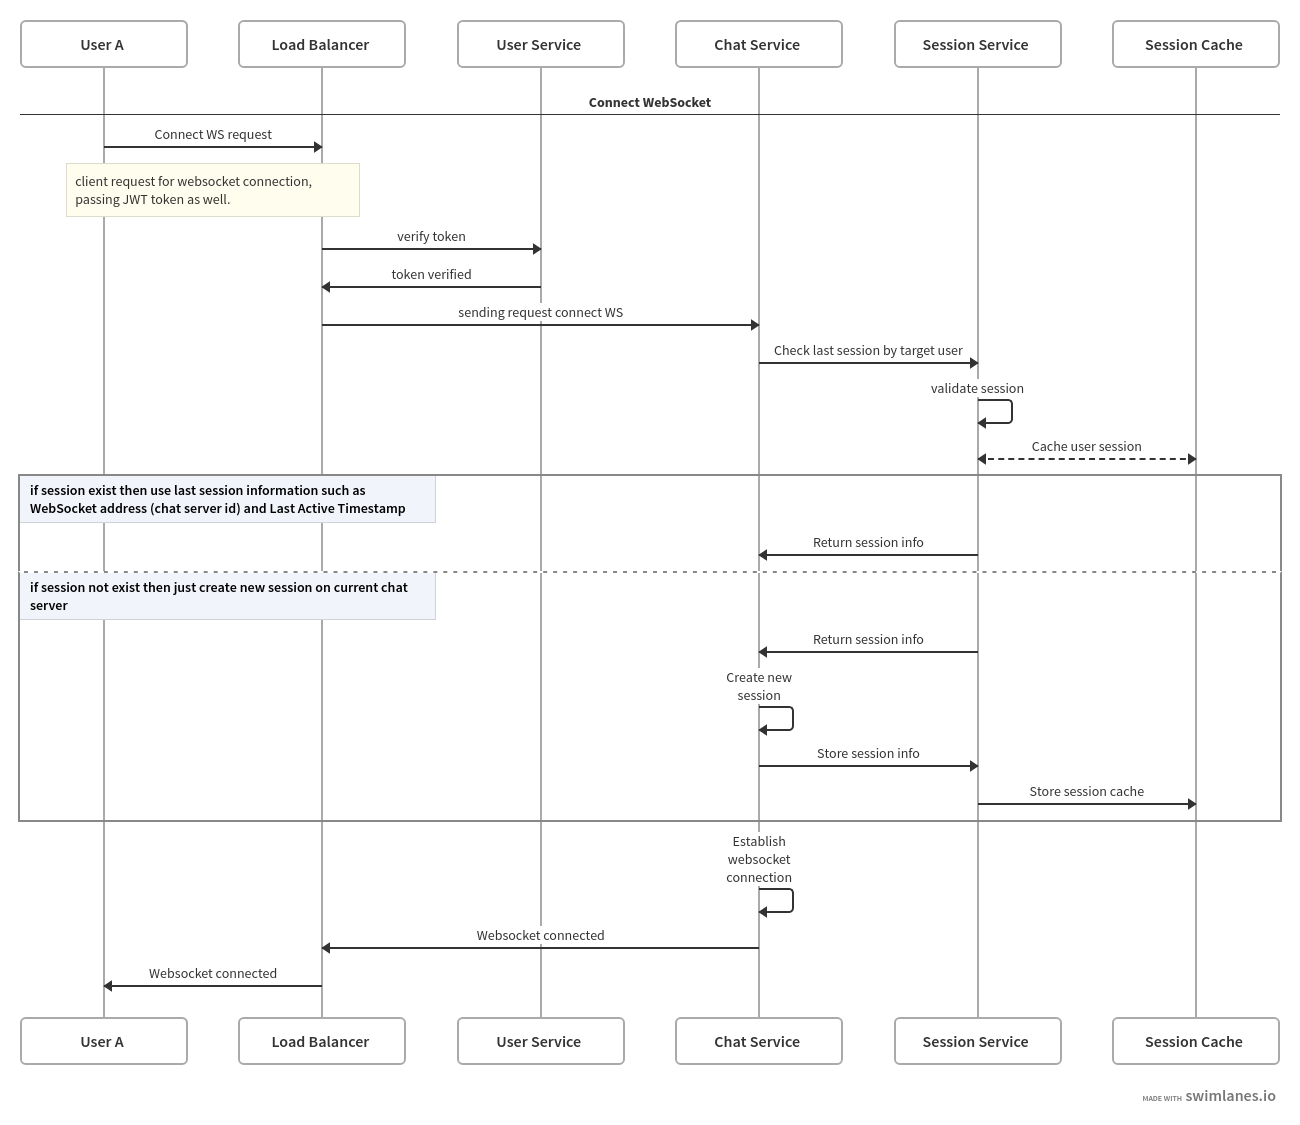 User A
Load Balancer
User Service
Chat Service
Session Service
Session Cache
Connect WebSocket
Connect WS request
client request for websocket connection,
passing JWT token as well.
verify token
token verified
sending request connect WS
Check last session by target user
validate session
Cache user session
if session exist then use last session information such as
WebSocket address (chat server id) and Last Active Timestamp
Return session info
if session not exist then just create new session on current chat
server
Return session info
Create new
session
Store session info
Store session cache
Establish
websocket
connection
Websocket connected
Websocket connected
User A
Load Balancer
User Service
Chat Service
Session Service
Session Cache
MADE WITH swimlanes.io